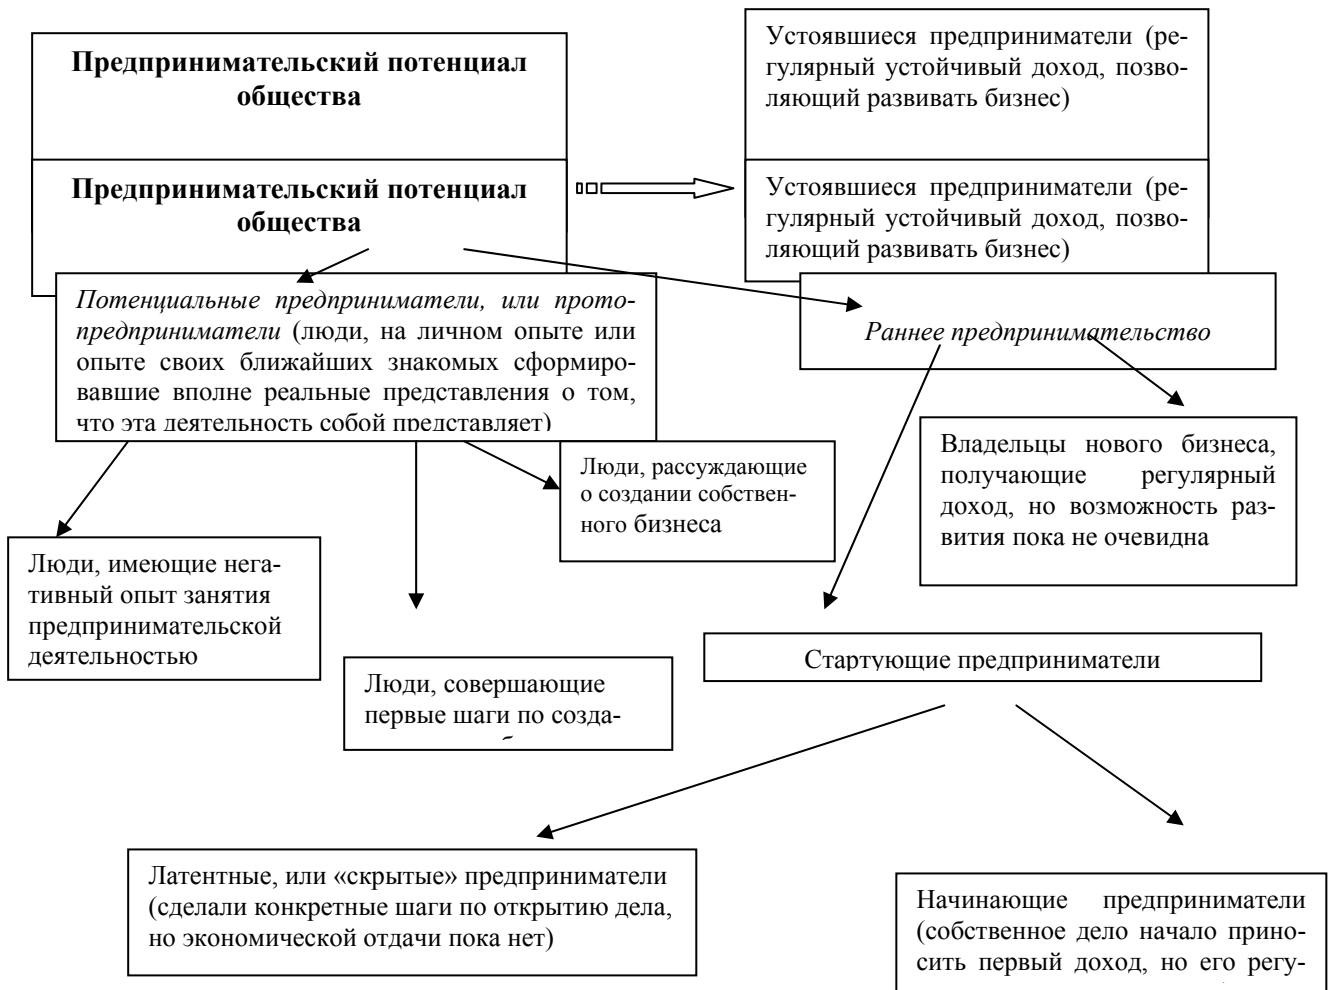 Предпринимательский потенциал
общества
Устоявшиеся предприниматели (ре-
гулярный устойчивый доход, позво-
ляющий развивать бизнес)
Предпринимательский потенциал
общества
Устоявшиеся предприниматели (ре-
гулярный устойчивый доход, позво-
ляющий развивать бизнес)
Потенциальные предприниматели, или прото-
предприниматели (люди, на личном опыте или
опыте своих ближайших знакомых сформиро-
вавшие вполне реальные представления о том,
что эта деятельность собой представляет)
Раннее предпринимательство
Люди, рассуждающие
о создании собствен-
ного бизнеса
Владельцы нового бизнеса,
получающие регулярный
доход, но возможность раз-
вития пока не очевидна
Люди, имеющие нега-
тивный опыт занятия
предпринимательской
деятельностью
Люди, совершающие
первые шаги по созда-
Стартующие предприниматели
Латентные, или «скрытые» предприниматели
(сделали конкретные шаги по открытию дела,
но экономической отдачи пока нет)
Начинающие предприниматели
(собственное дело начало прино-
сить первый доход, но его регу-